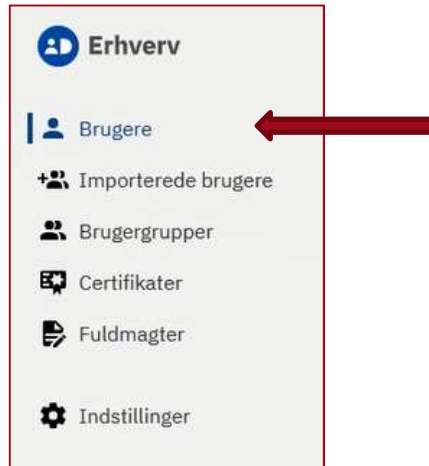 Erhverv
Brugere
Importerede brugere
Brugergrupper
Certifikater
Fuldmagter
Indstillinger